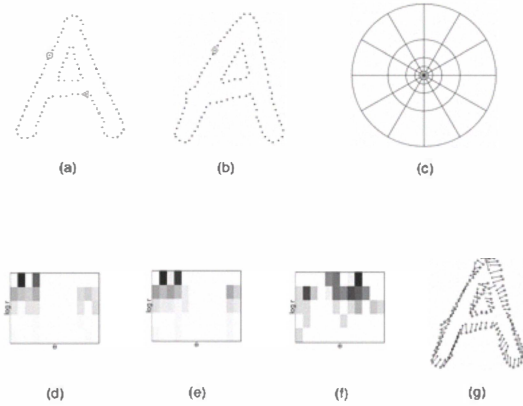 (a) (b) (c)
log r log r log r
θ θ θ
(d) (e) (f) (g)